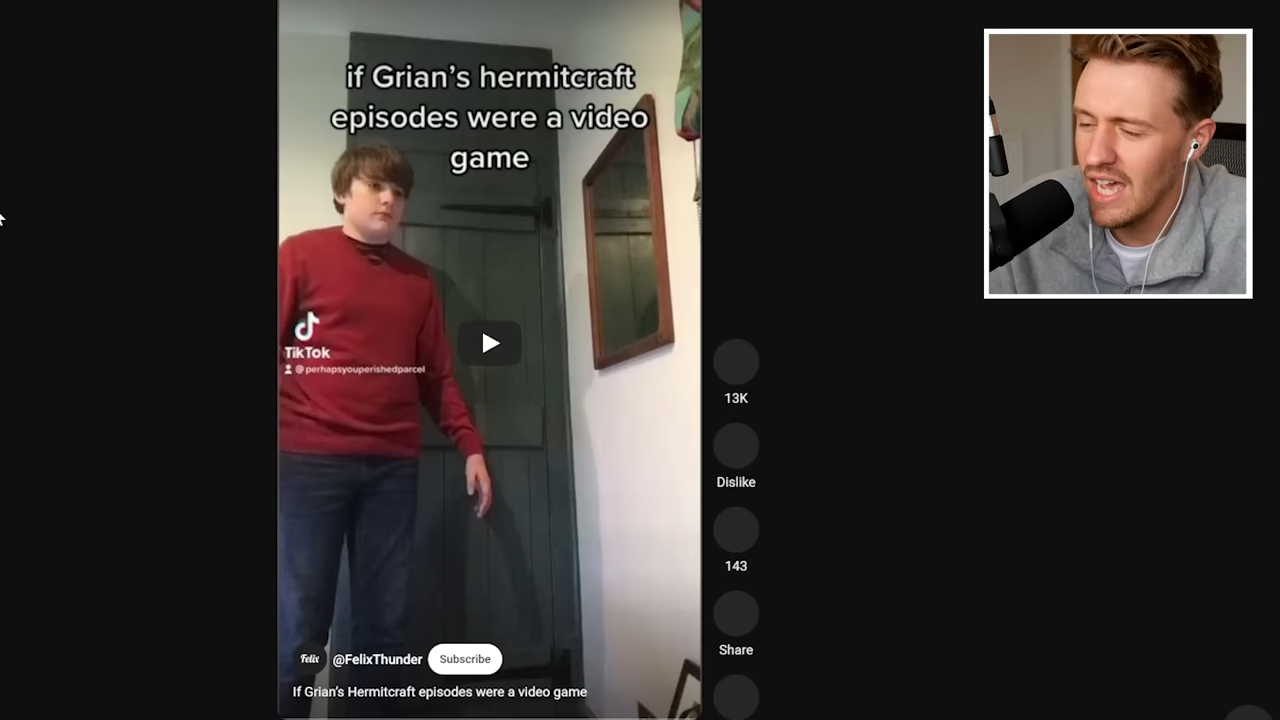 if Grian's hermitcraft
episodes were a video
game
TikTok
@perhapsyouperishedparcel
13K
Dislike
143
Share
Felix
@FelixThunder
Subscribe
If Grian's Hermitcraft episodes were a video game